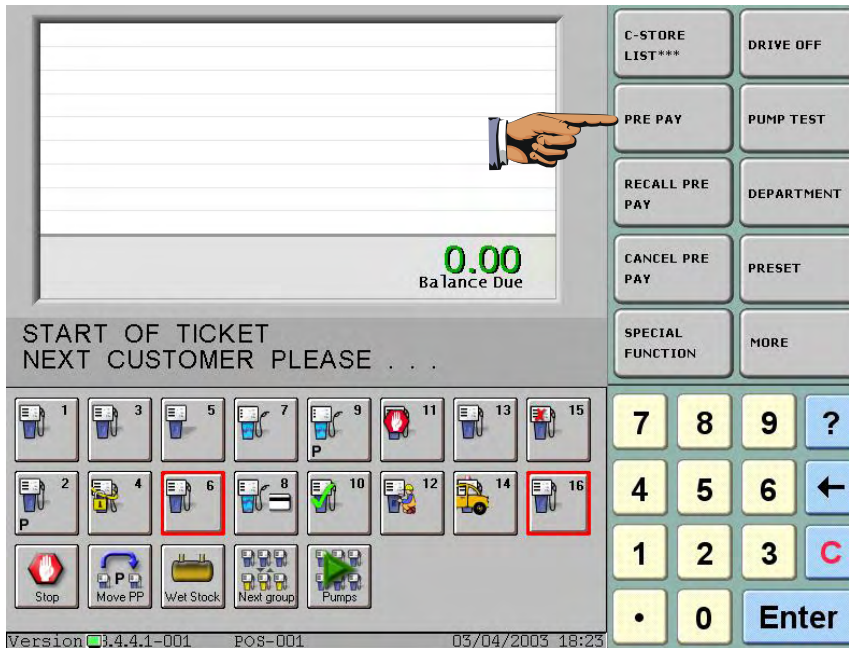 C-STORE
LIST***
DRIVE OFF
PRE PAY
PUMP TEST
RECALL PRE
PAY
DEPARTMENT
0.00
Balance Due
CANCEL PRE
PAY
PRESET
START OF TICKET
NEXT CUSTOMER PLEASE . . .
SPECIAL
FUNCTION
MORE
1
3
5
7
9
P
11
13
15
7
8
9
?
2
P
4
6
8
10
12
14
16
4
5
6
←
Stop
P
Move PP
Wet Stock
Next group
Pumps
1
2
3
C
•
0
Enter
Version 3.4.4.1-001 POS-001 03/04/2003 18:23